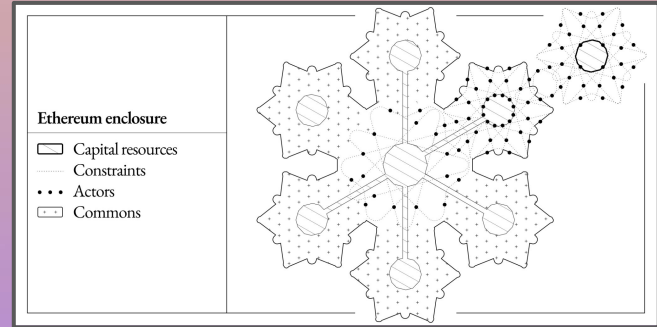 Ethereum enclosure
Capital resources
Constraints
Actors
Commons